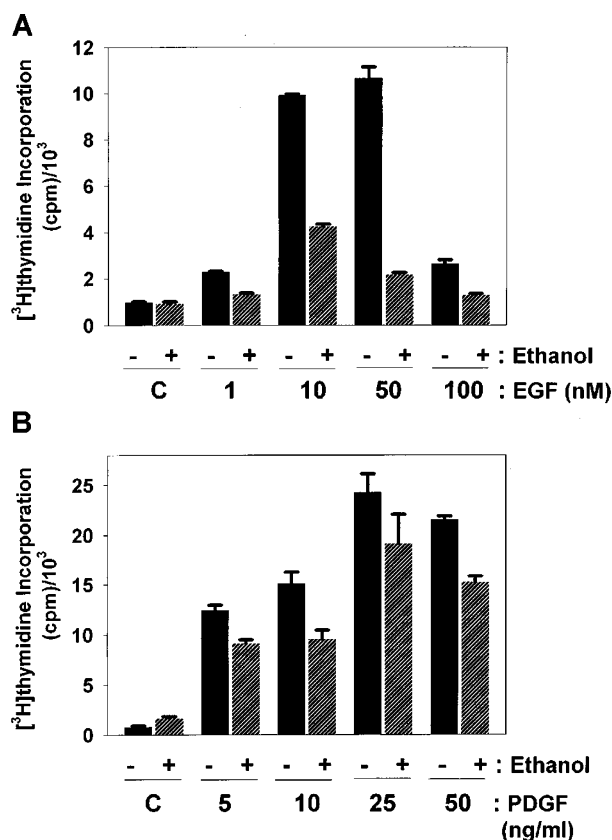 A
[³H]thymidine Incorporation
(cpm)/10³
12
10
8
6
4
2
0
- + - + - + - + - + : Ethanol
C 1 10 50 100 : EGF (nM)
B
[³H]thymidine Incorporation
(cpm)/10³
25
20
15
10
5
0
- + - + - + - + - + : Ethanol
C 5 10 25 50 : PDGF
(ng/ml)